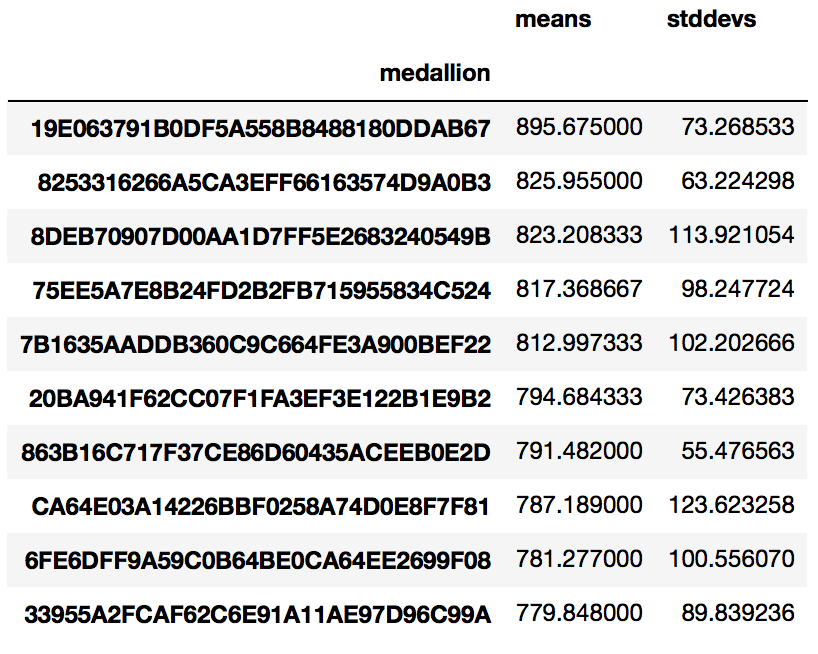 means stddevs
medallion
19E063791B0DF5A558B8488180DDAB67 895.675000 73.268533
8253316266A5CA3EFF66163574D9A0B3 825.955000 63.224298
8DEB70907D00AA1D7FF5E2683240549B 823.208333 113.921054
75EE5A7E8B24FD2B2FB715955834C524 817.368667 98.247724
7B1635AADDB360C9C664FE3A900BEF22 812.997333 102.202666
20BA941F62CC07F1FA3EF3E122B1E9B2 794.684333 73.426383
863B16C717F37CE86D60435ACEEB0E2D 791.482000 55.476563
CA64E03A14226BBF0258A74D0E8F7F81 787.189000 123.623258
6FE6DFF9A59C0B64BE0CA64EE2699F08 781.277000 100.556070
33955A2FCAF62C6E91A11AE97D96C99A 779.848000 89.839236